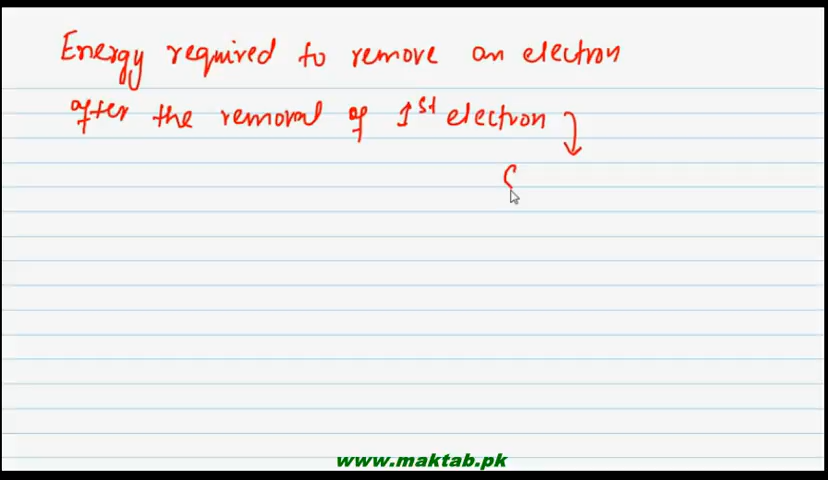 Energy required to remove an electron
after the removal of 1st electron
www.maktab.pk